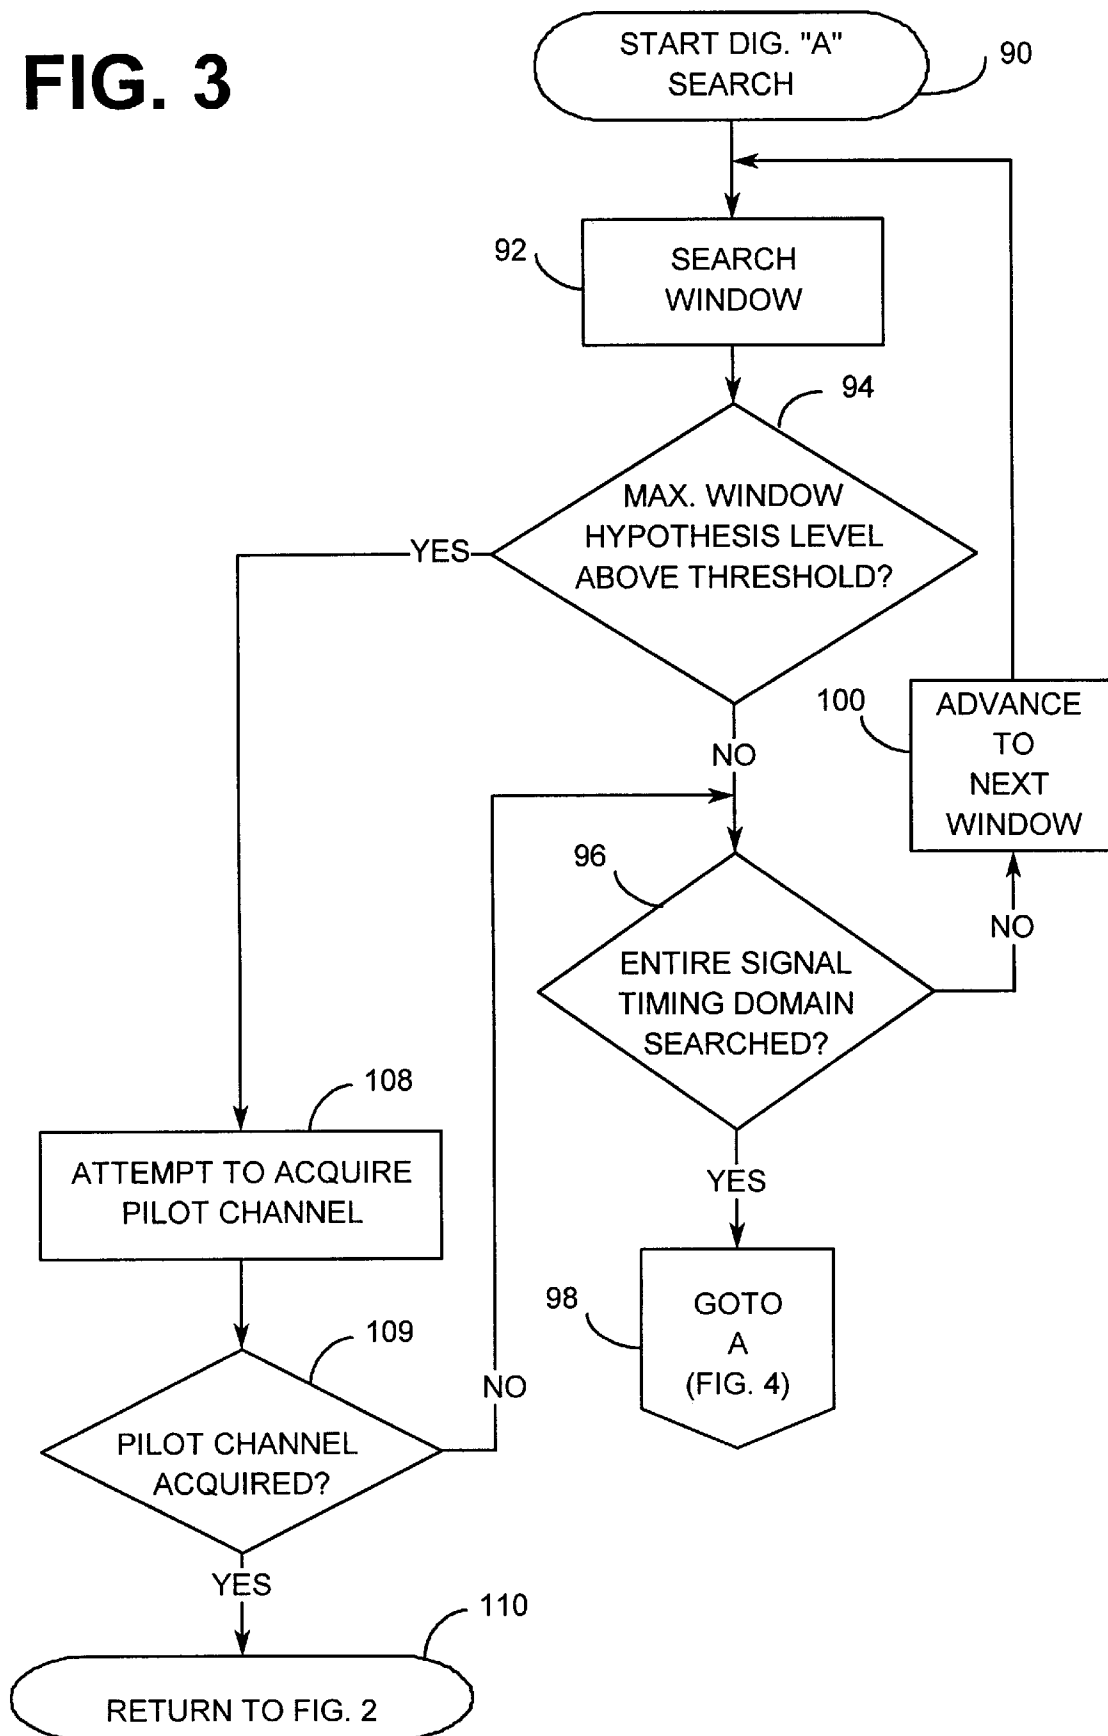 FIG. 3
START DIG. "A"
SEARCH
90
92
SEARCH
WINDOW
94
MAX. WINDOW
HYPOTHESIS LEVEL
ABOVE THRESHOLD?
YES
NO
100
ADVANCE
TO
NEXT
WINDOW
96
ENTIRE SIGNAL
TIMING DOMAIN
SEARCHED?
NO
YES
98
GOTO
A
(FIG. 4)
108
ATTEMPT TO ACQUIRE
PILOT CHANNEL
109
PILOT CHANNEL
ACQUIRED?
NO
YES
110
RETURN TO FIG. 2